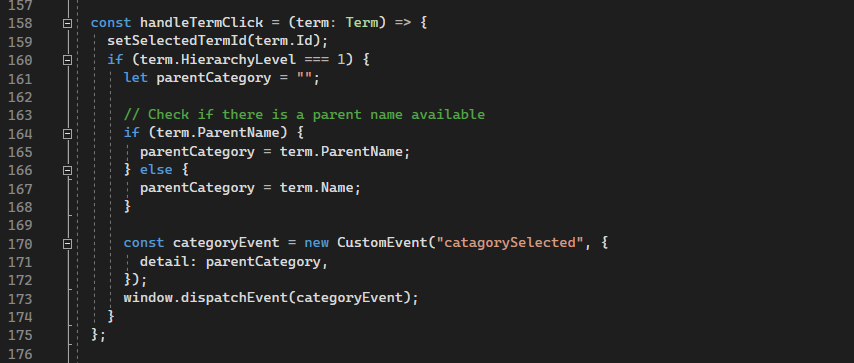 157
158 const handleTermClick = (term: Term) => {
159 setSelectedTermId(term.Id);
160 if (term.HierarchyLevel === 1) {
161 let parentCategory = "";
162
163 // Check if there is a parent name available
164 if (term.ParentName) {
165 parentCategory = term.ParentName;
166 } else {
167 parentCategory = term.Name;
168 }
169
170 const categoryEvent = new CustomEvent("catagorySelected", {
171 detail: parentCategory,
172 });
173 window.dispatchEvent(categoryEvent);
174 }
175 };
176